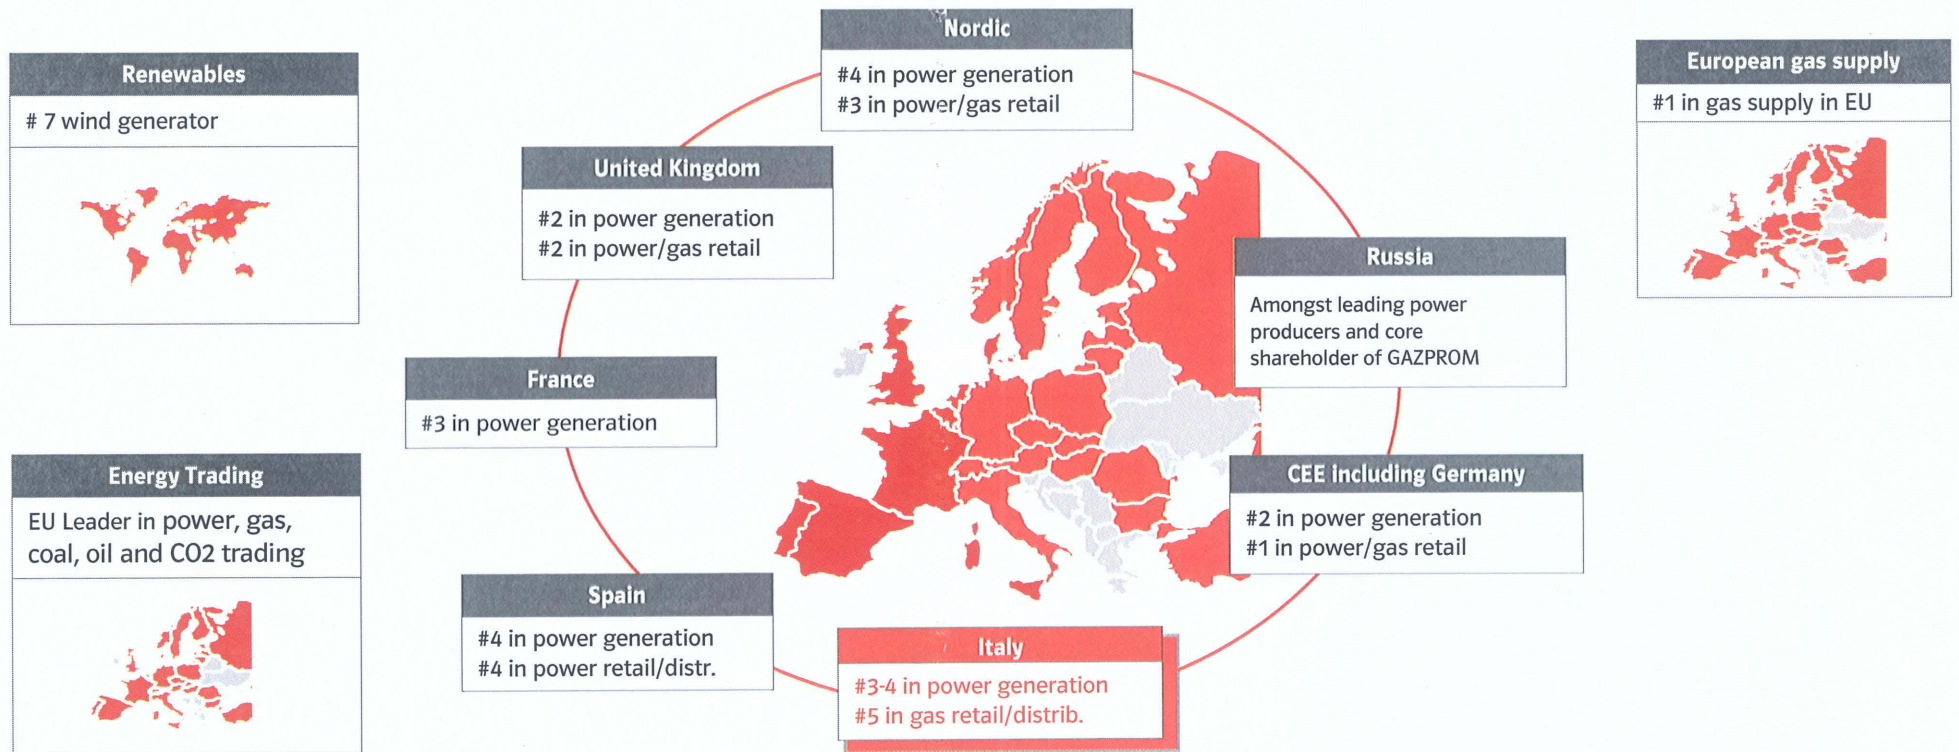 Renewables
# 7 wind generator
Energy Trading
EU Leader in power, gas,
coal, oil and CO2 trading
Nordic
#4 in power generation
#3 in power/gas retail
United Kingdom
#2 in power generation
#2 in power/gas retail
France
#3 in power generation
Spain
#4 in power generation
#4 in power retail/distr.
Italy
#3-4 in power generation
#5 in gas retail/distrib.
Russia
Amongst leading power
producers and core
shareholder of GAZPROM
CEE including Germany
#2 in power generation
#1 in power/gas retail
European gas supply
#1 in gas supply in EU